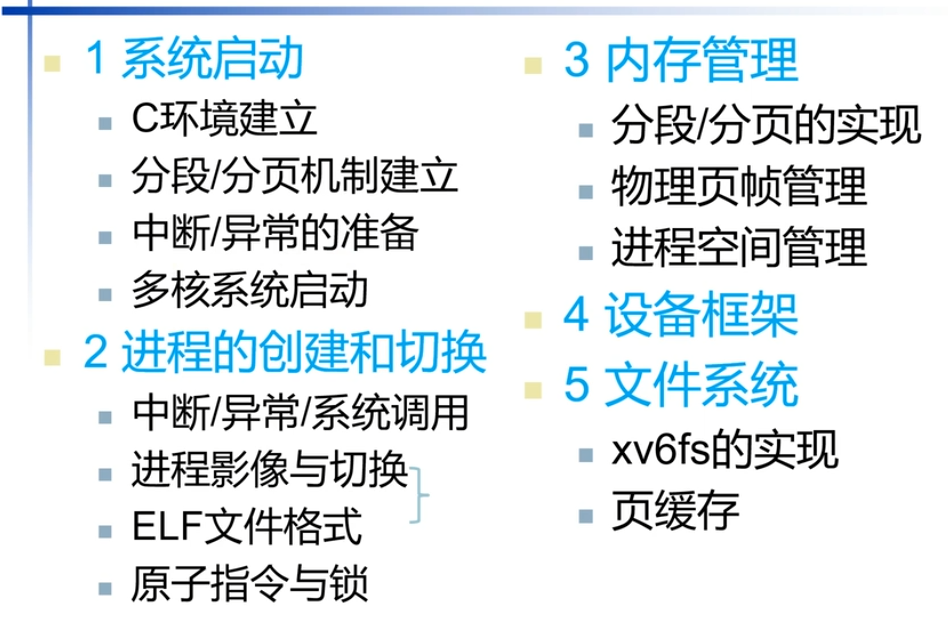 1 系统启动
C环境建立
分段/分页机制建立
中断/异常的准备
多核系统启动
2 进程的创建和切换
中断/异常/系统调用
进程影像与切换
ELF文件格式
原子指令与锁
3 内存管理
分段/分页的实现
物理页帧管理
进程空间管理
4 设备框架
5 文件系统
xv6fs的实现
页缓存